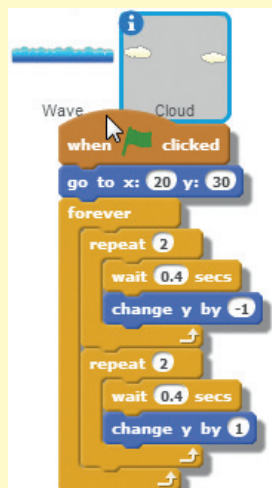 Wave Cloud
when clicked
go to x: 20 y: 30
forever
repeat 2
wait 0.4 secs
change y by -1
repeat 2
wait 0.4 secs
change y by 1